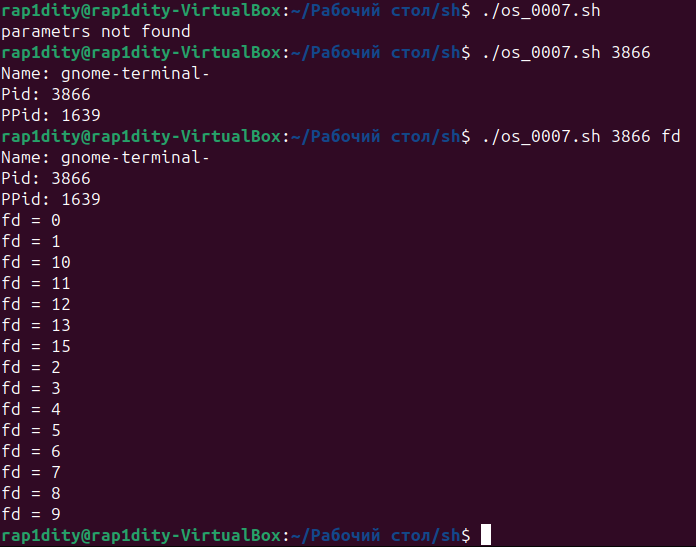 rap1dity@rap1dity-VirtualBox:~/Рабочий стол/sh$ ./os_0007.sh
parametrs not found
rap1dity@rap1dity-VirtualBox:~/Рабочий стол/sh$ ./os_0007.sh 3866
Name: gnome-terminal-
Pid: 3866
PPid: 1639
rap1dity@rap1dity-VirtualBox:~/Рабочий стол/sh$ ./os_0007.sh 3866 fd
Name: gnome-terminal-
Pid: 3866
PPid: 1639
fd = 0
fd = 1
fd = 10
fd = 11
fd = 12
fd = 13
fd = 15
fd = 2
fd = 3
fd = 4
fd = 5
fd = 6
fd = 7
fd = 8
fd = 9
rap1dity@rap1dity-VirtualBox:~/Рабочий стол/sh$